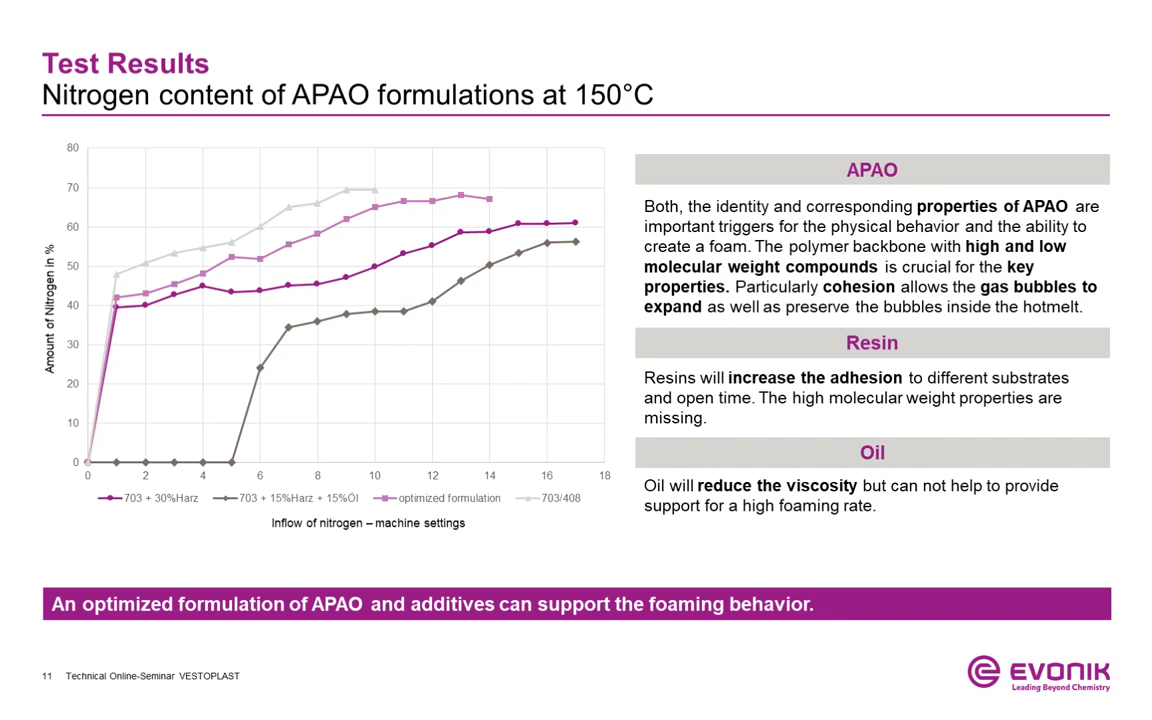 Test Results
Nitrogen content of APAO formulations at 150°C
Amount of Nitrogen in %
80
70
60
50
40
30
20
10
0
0 2 4 6 8 10 12 14 16 18
703 + 30%Harz 703 + 15%Harz + 15%Öl optimized formulation 703/408
Inflow of nitrogen – machine settings
APAO
Both, the identity and corresponding properties of APAO are
important triggers for the physical behavior and the ability to
create a foam. The polymer backbone with high and low
molecular weight compounds is crucial for the key
properties. Particularly cohesion allows the gas bubbles to
expand as well as preserve the bubbles inside the hotmelt.
Resin
Resins will increase the adhesion to different substrates
and open time. The high molecular weight properties are
missing.
Oil
Oil will reduce the viscosity but can not help to provide
support for a high foaming rate.
An optimized formulation of APAO and additives can support the foaming behavior.
11 Technical Online-Seminar VESTOPLAST
EVONIK
Leading Beyond Chemistry